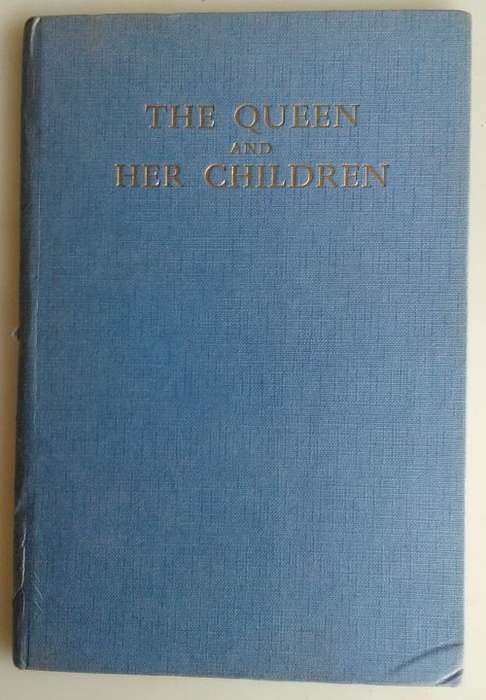 THE QUEEN
AND
HER CHILDREN